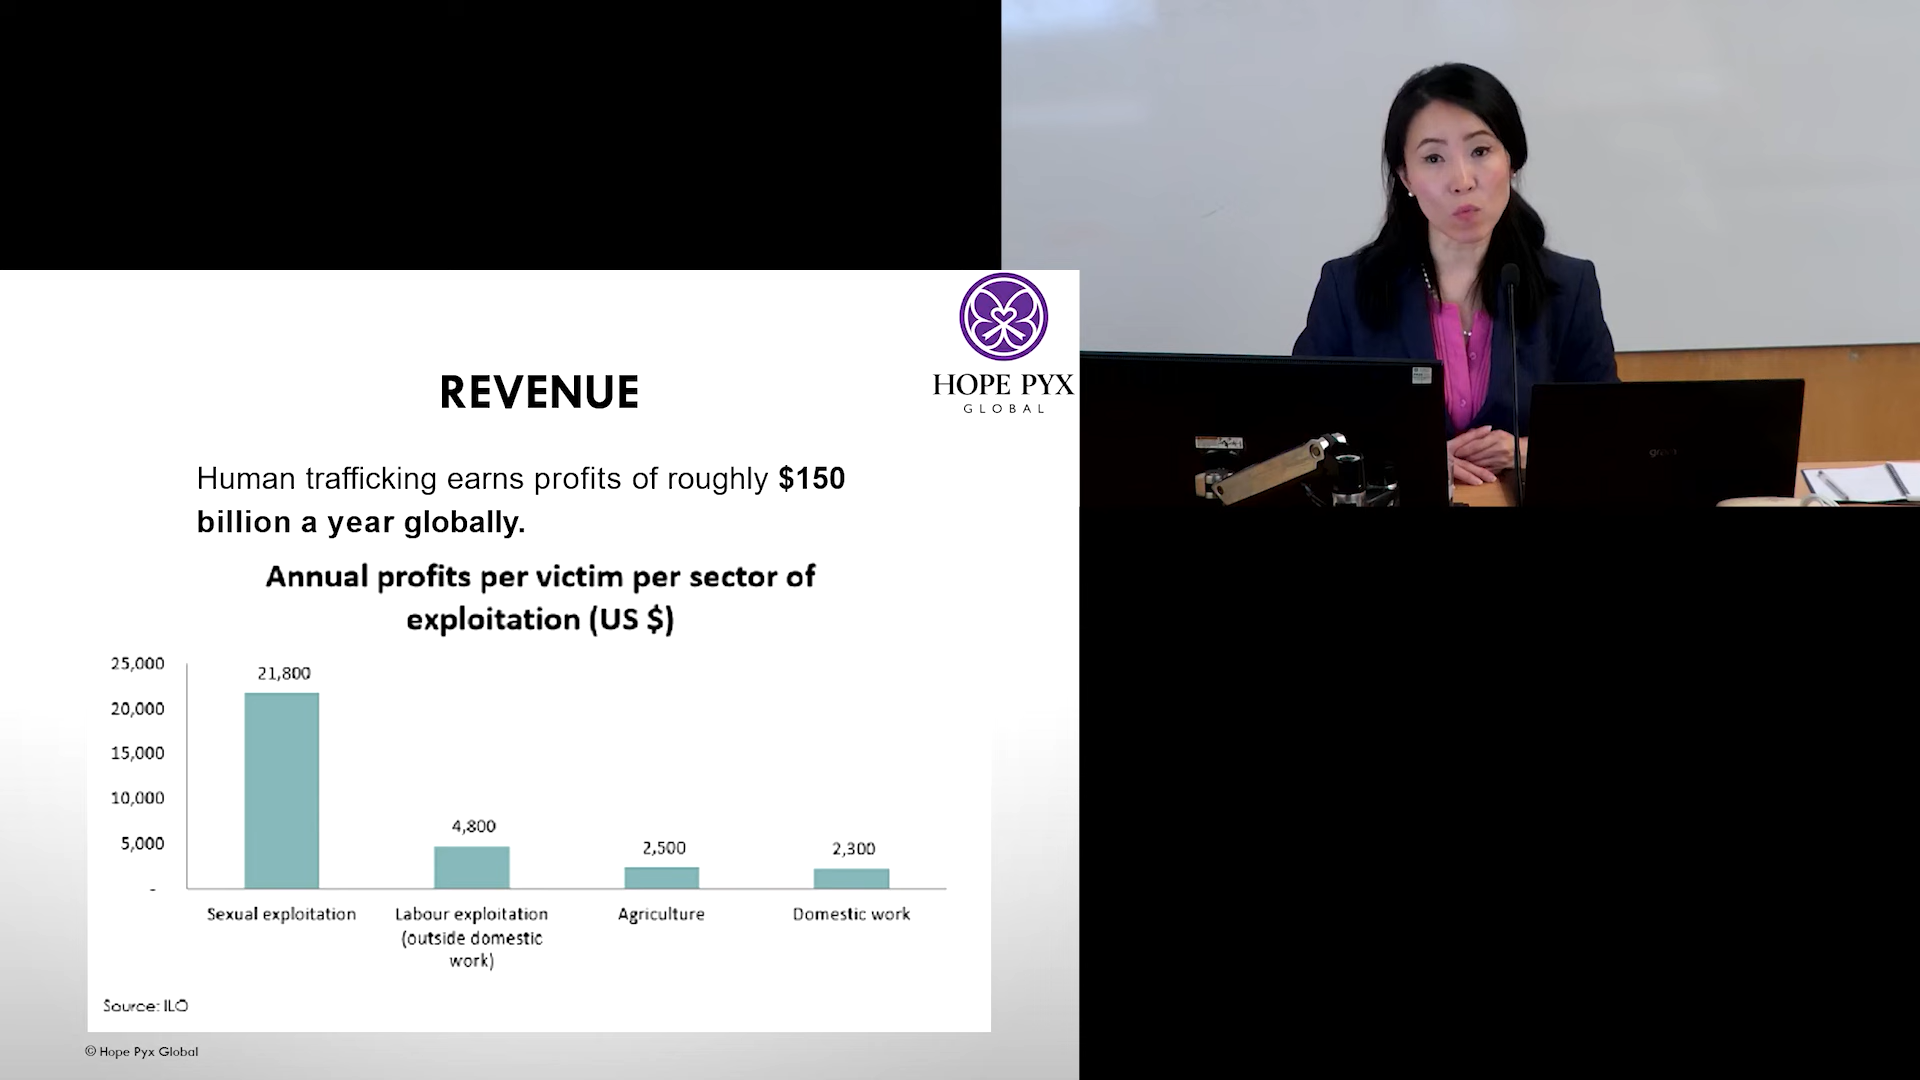 HOPE PYX
GLOBAL
REVENUE
Human trafficking earns profits of roughly $150
billion a year globally.
Annual profits per victim per sector of
exploitation (US $)
25,000
20,000
15,000
10,000
5,000
-
21,800
4,800
2,500
2,300
Sexual exploitation
Labour exploitation
(outside domestic
work)
Agriculture
Domestic work
Source: ILO
© Hope Pyx Global